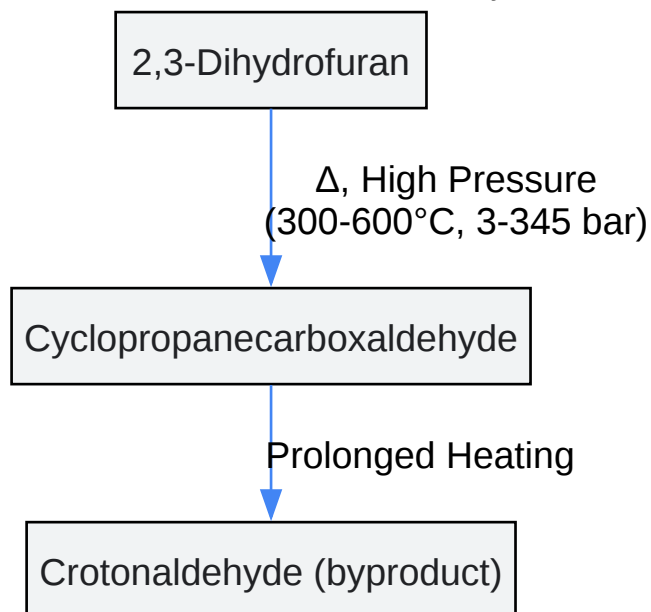 2,3-Dihydrofuran
Δ, High Pressure
(300-600°C, 3-345 bar)
Cyclopropanecarboxaldehyde
Prolonged Heating
Crotonaldehyde (byproduct)